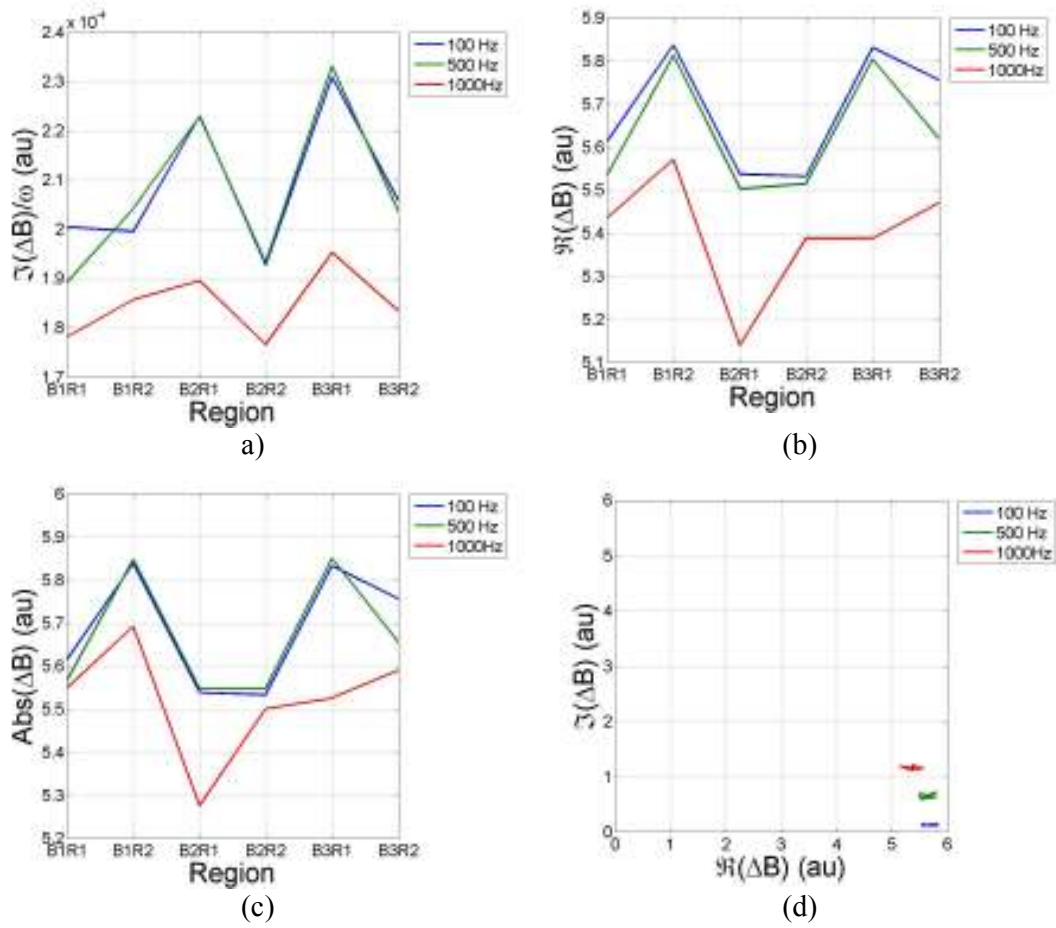 x 10⁻⁴
2.4
2.3
2.2
2.1
2
1.9
1.8
1.7
ℑ(ΔB)/ω (au)
B1R1 B1R2 B2R1 B2R2 B3R1 B3R2
Region
100 Hz
500 Hz
1000Hz
a)
5.9
5.8
5.7
5.6
5.5
5.4
5.3
5.2
5.1
ℜ(ΔB) (au)
B1R1 B1R2 B2R1 B2R2 B3R1 B3R2
Region
100 Hz
500 Hz
1000Hz
(b)
6
5.9
5.8
5.7
5.6
5.5
5.4
5.3
5.2
Abs(ΔB) (au)
B1R1 B1R2 B2R1 B2R2 B3R1 B3R2
Region
100 Hz
500 Hz
1000Hz
(c)
6
5
4
3
2
1
0
ℑ(ΔB) (au)
0 1 2 3 4 5 6
ℜ(ΔB) (au)
100 Hz
500 Hz
1000Hz
(d)